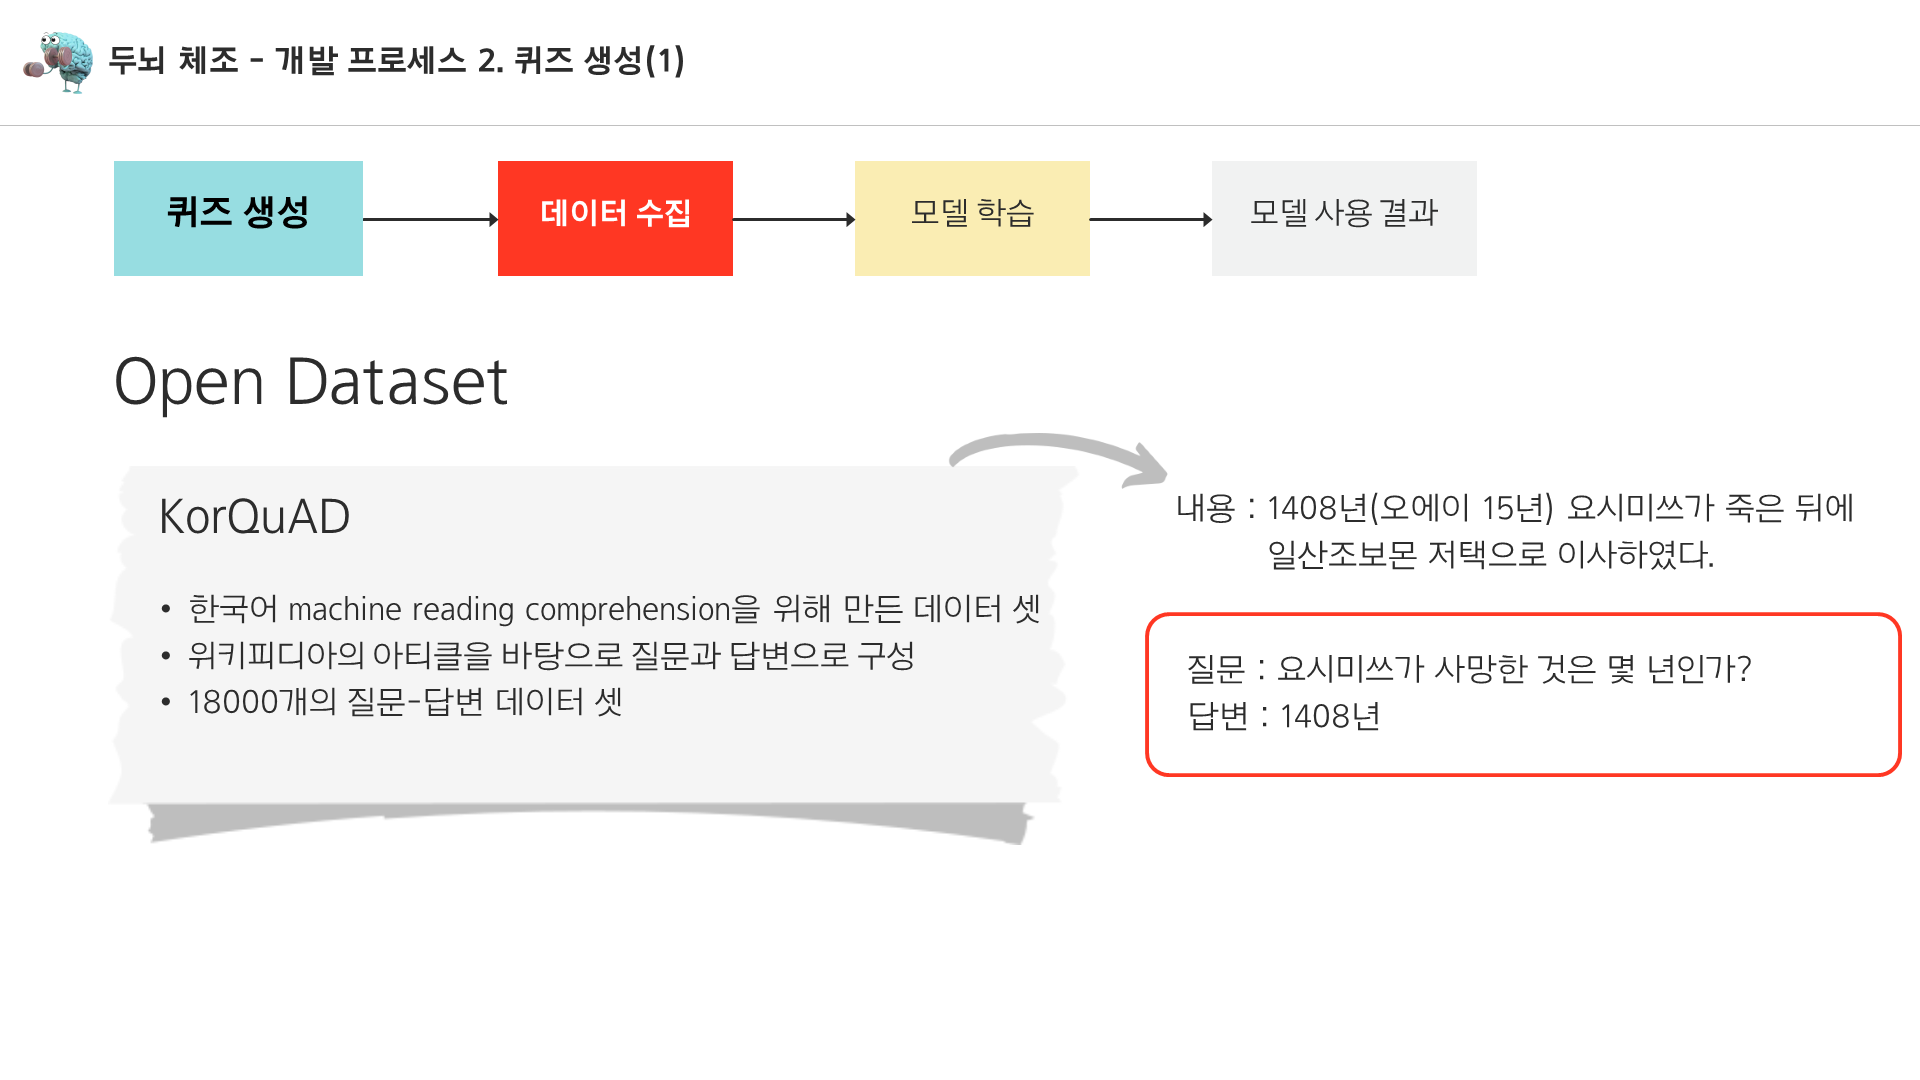 두뇌 체조 - 개발 프로세스 2. 퀴즈 생성(1)
퀴즈 생성
데이터 수집
모델 학습
모델 사용 결과
Open Dataset
KorQuAD
• 한국어 machine reading comprehension을 위해 만든 데이터 셋
• 위키피디아의 아티클을 바탕으로 질문과 답변으로 구성
• 18000개의 질문-답변 데이터 셋
내용 : 1408년(오에이 15년) 요시미쓰가 죽은 뒤에
일산조보몬 저택으로 이사하였다.
질문 : 요시미쓰가 사망한 것은 몇 년인가?
답변 : 1408년